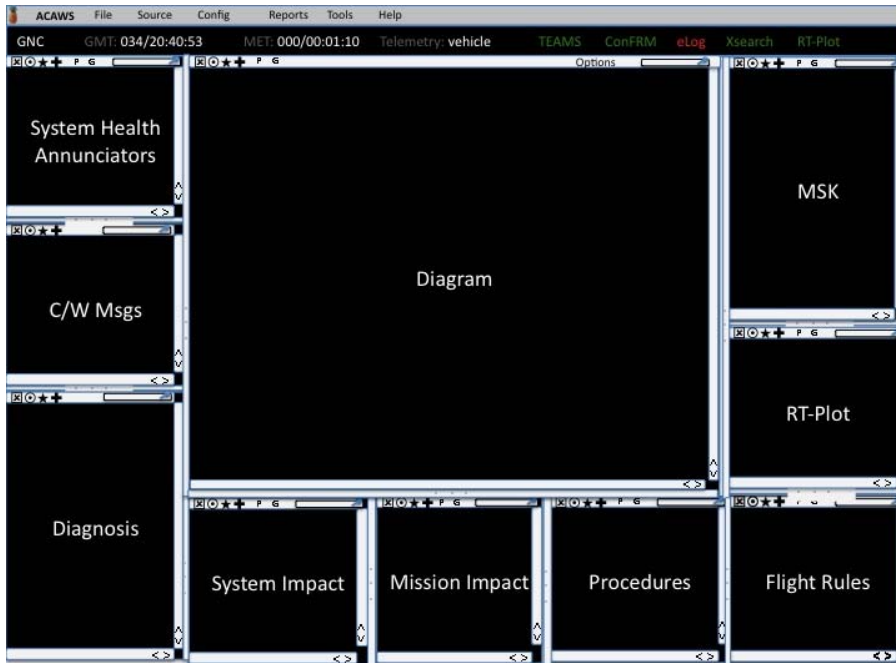 ACAWS File Source Config Reports Tools Help
GNC GMT: 034/20:40:53 MET: 000/00:01:10 Telemetry: vehicle TEAMS ConFRM eLog Xsearch RT-Plot
P G
P G Options
P G
System Health
Annunciators
MSK
C/W Msgs
Diagram
P G
RT-Plot
Diagnosis
P G
P G
P G
System Impact
Mission Impact
Procedures
Flight Rules